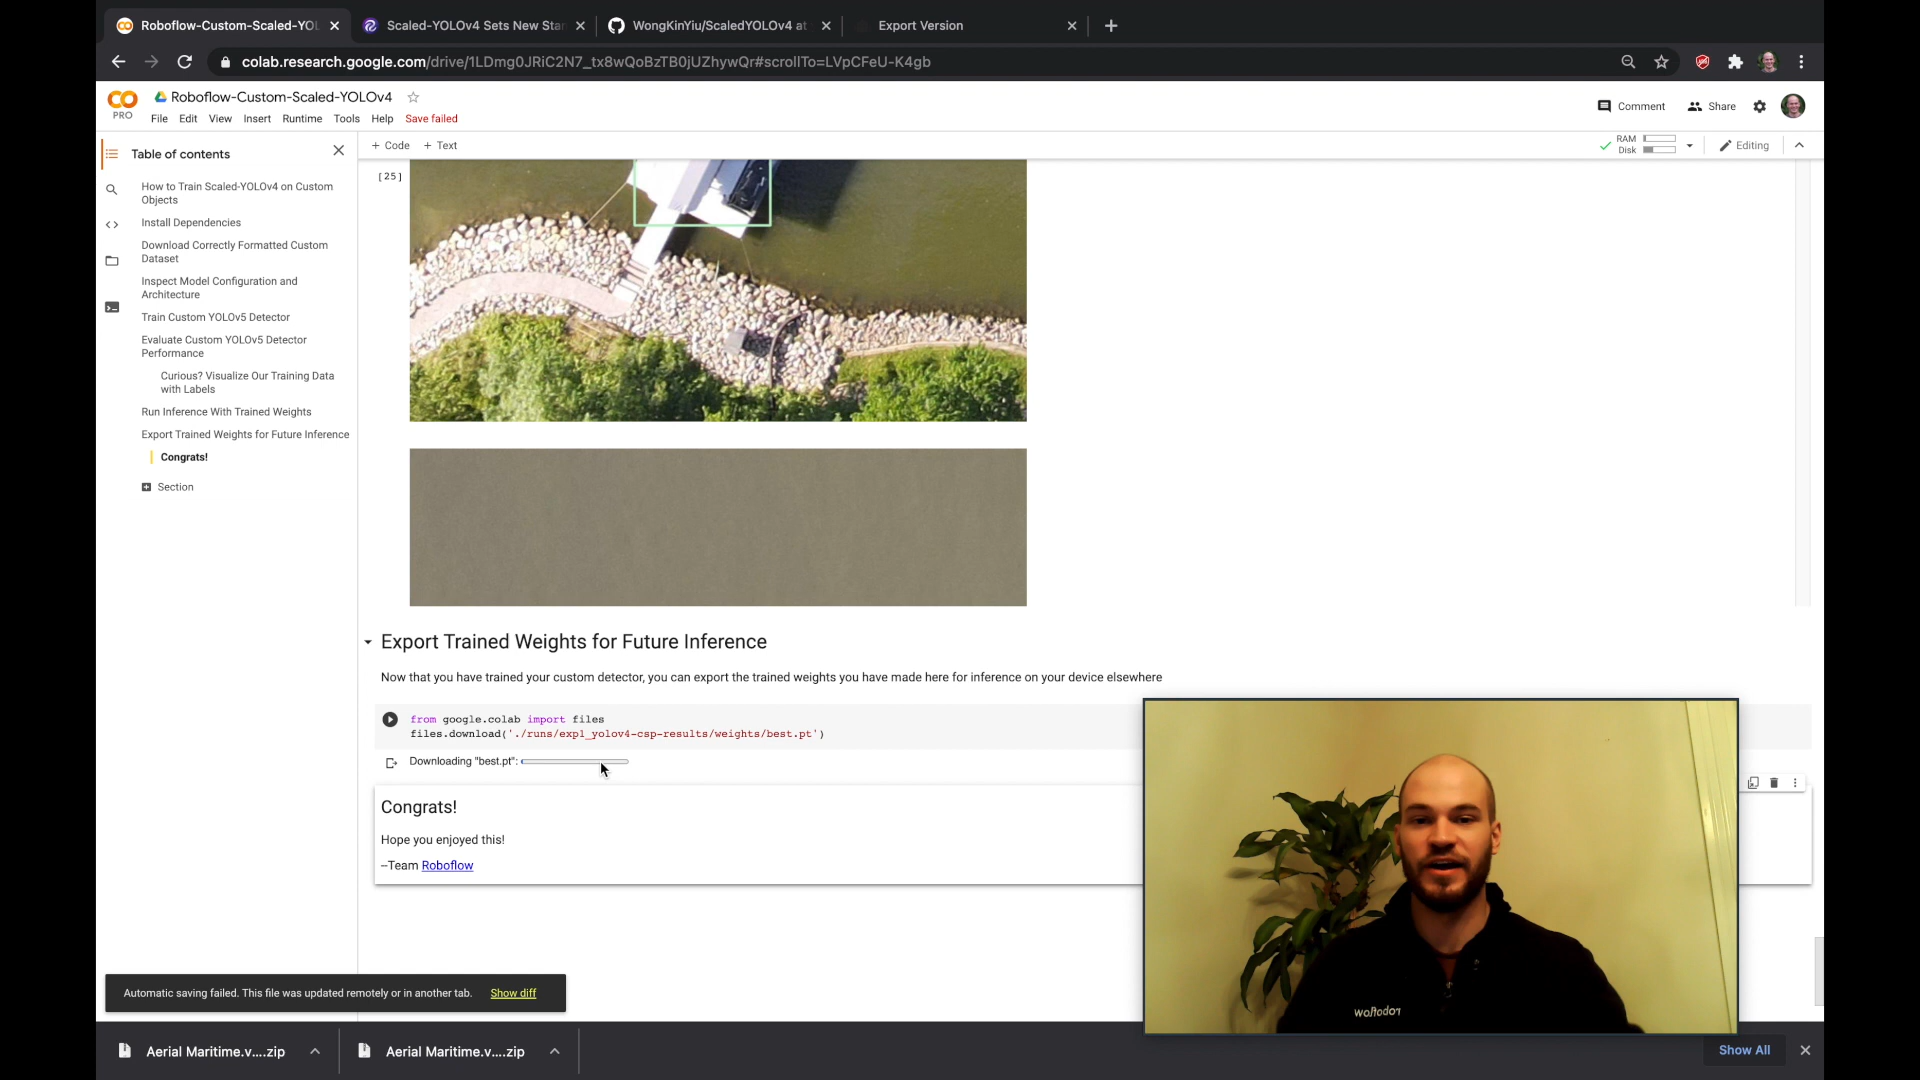 Roboflow-Custom-Scaled-YOL
Scaled-YOLOv4 Sets New Star
WongKinYiu/ScaledYOLOv4 at
Export Version
colab.research.google.com/drive/1LDmg0JRiC2N7_tx8wQoBzTB0jUZhywQr#scrollTo=LVpCFeU-K4gb
PRO
Roboflow-Custom-Scaled-YOLOv4
File Edit View Insert Runtime Tools Help Save failed
Comment Share
+ Code + Text
RAM
Disk
Editing
Table of contents
How to Train Scaled-YOLOv4 on Custom
Objects
Install Dependencies
Download Correctly Formatted Custom
Dataset
Inspect Model Configuration and
Architecture
Train Custom YOLOv5 Detector
Evaluate Custom YOLOv5 Detector
Performance
Curious? Visualize Our Training Data
with Labels
Run Inference With Trained Weights
Export Trained Weights for Future Inference
Congrats!
Section
[25]
Export Trained Weights for Future Inference
Now that you have trained your custom detector, you can export the trained weights you have made here for inference on your device elsewhere
from google.colab import files
files.download('./runs/exp1_yolov4-csp-results/weights/best.pt')
Downloading "best.pt":
Congrats!
Hope you enjoyed this!
--Team Roboflow
roboflow
Automatic saving failed. This file was updated remotely or in another tab. Show diff
Aerial Maritime.v....zip
Aerial Maritime.v....zip
Show All